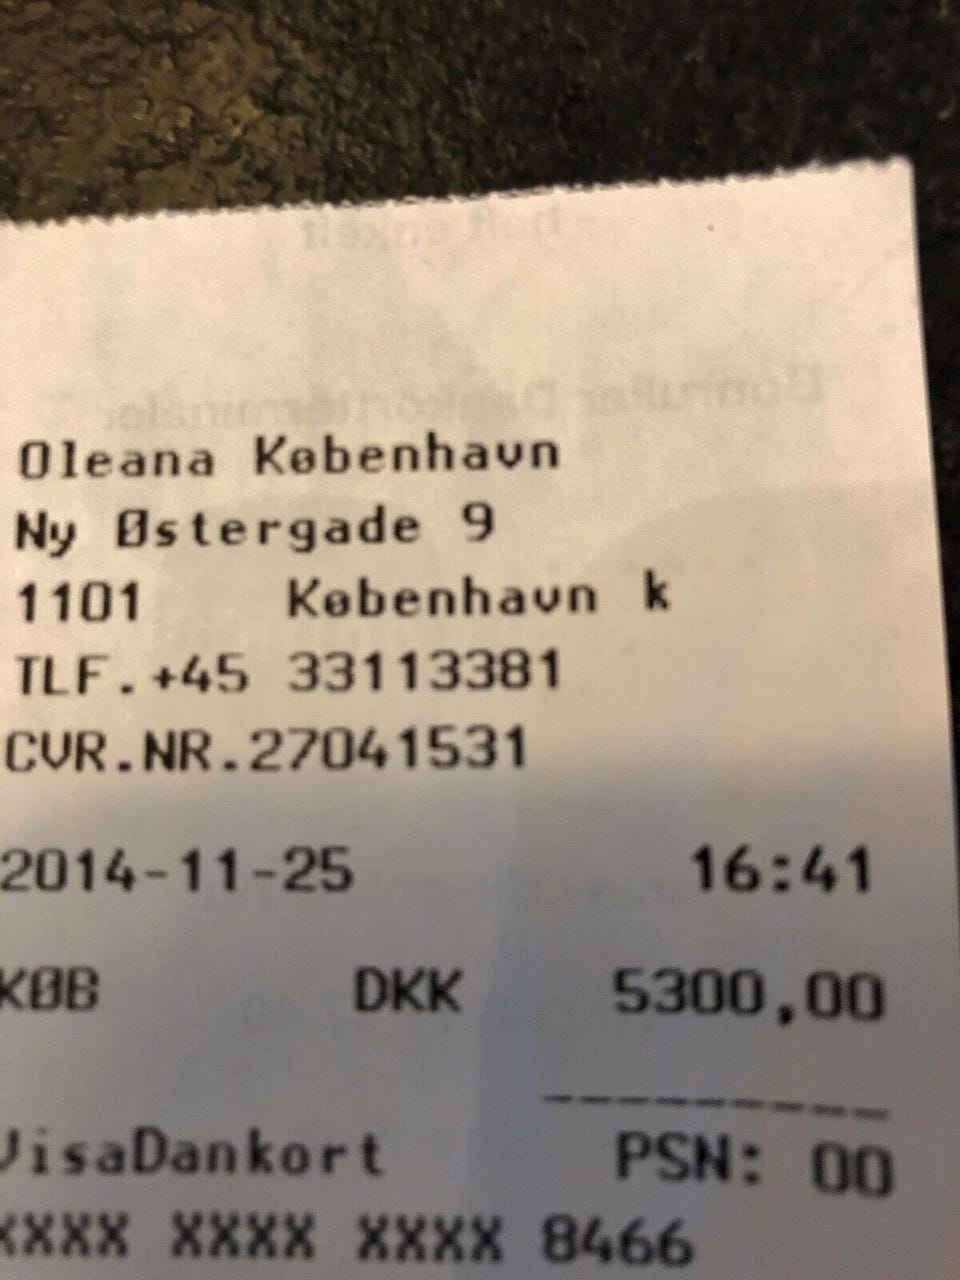 Oleana København
Ny Østergade 9
1101 København k
TLF.+45 33113381
CVR.NR.27041531
2014-11-25 16:41
KØB DKK 5300,00
VisaDankort PSN: 00
XXXX XXXX XXXX 8466